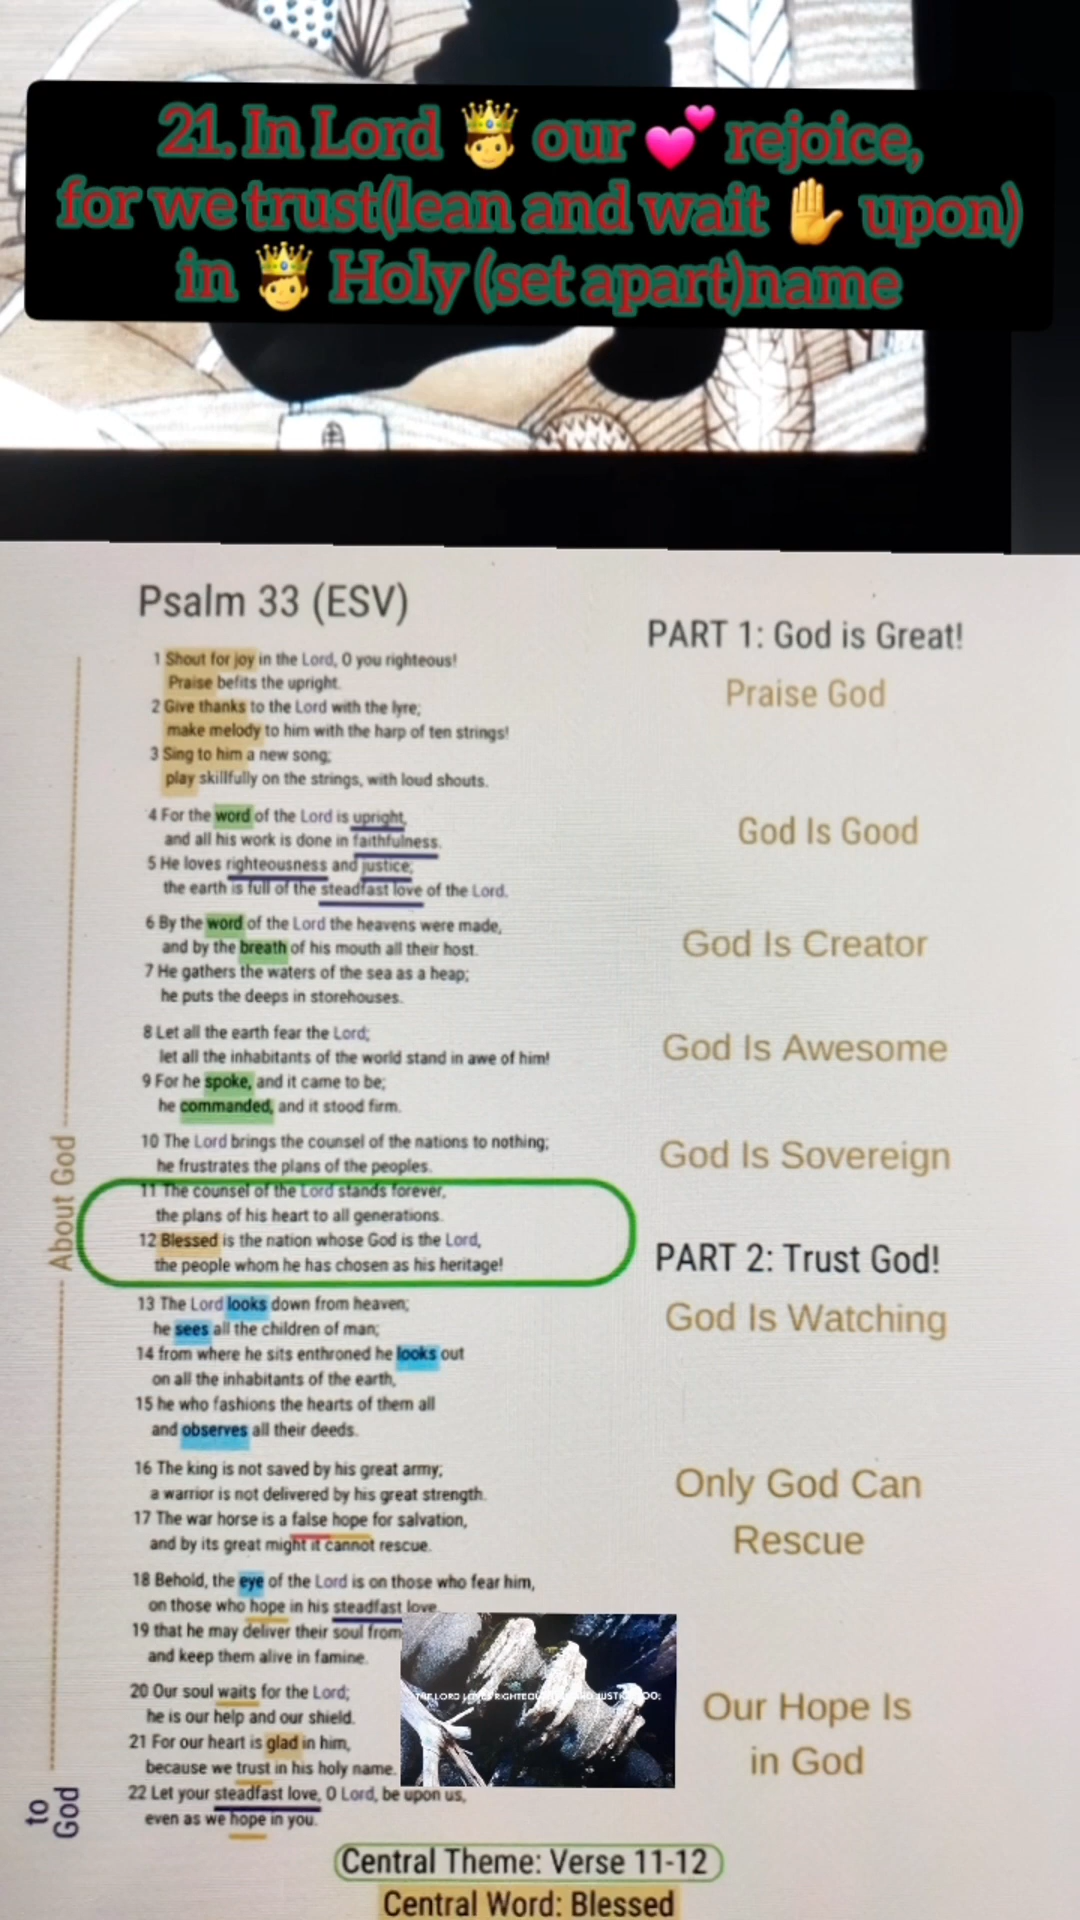 21. In Lord 🤴 our 💕 rejoice,
for we trust(lean and wait ✋ upon)
in 🤴 Holy (set apart)name
Psalm 33 (ESV)
PART 1: God is Great!
1 Shout for joy in the Lord, O you righteous!
Praise befits the upright.
Praise God
2 Give thanks to the Lord with the lyre;
make melody to him with the harp of ten strings!
3 Sing to him a new song;
play skillfully on the strings, with loud shouts.
4 For the word of the Lord is upright,
and all his work is done in faithfulness.
God Is Good
5 He loves righteousness and justice;
the earth is full of the steadfast love of the Lord.
6 By the word of the Lord the heavens were made,
and by the breath of his mouth all their host.
God Is Creator
7 He gathers the waters of the sea as a heap;
he puts the deeps in storehouses.
8 Let all the earth fear the Lord;
let all the inhabitants of the world stand in awe of him!
God Is Awesome
9 For he spoke, and it came to be;
he commanded, and it stood firm.
10 The Lord brings the counsel of the nations to nothing;
he frustrates the plans of the peoples.
God Is Sovereign
11 The counsel of the Lord stands forever,
the plans of his heart to all generations.
12 Blessed is the nation whose God is the Lord,
the people whom he has chosen as his heritage!
About God
PART 2: Trust God!
13 The Lord looks down from heaven;
he sees all the children of man;
God Is Watching
14 from where he sits enthroned he looks out
on all the inhabitants of the earth,
15 he who fashions the hearts of them all
and observes all their deeds.
16 The king is not saved by his great army;
a warrior is not delivered by his great strength.
17 The war horse is a false hope for salvation,
and by its great might it cannot rescue.
Only God Can
Rescue
18 Behold, the eye of the Lord is on those who fear him,
on those who hope in his steadfast love,
19 that he may deliver their soul from
and keep them alive in famine.
THE LORD LOVES RIGHTEOUSNESS AND JUSTICE TOO;
20 Our soul waits for the Lord;
he is our help and our shield.
21 For our heart is glad in him,
because we trust in his holy name.
Our Hope Is
in God
22 Let your steadfast love, O Lord, be upon us,
even as we hope in you.
to
God
Central Theme: Verse 11-12
Central Word: Blessed